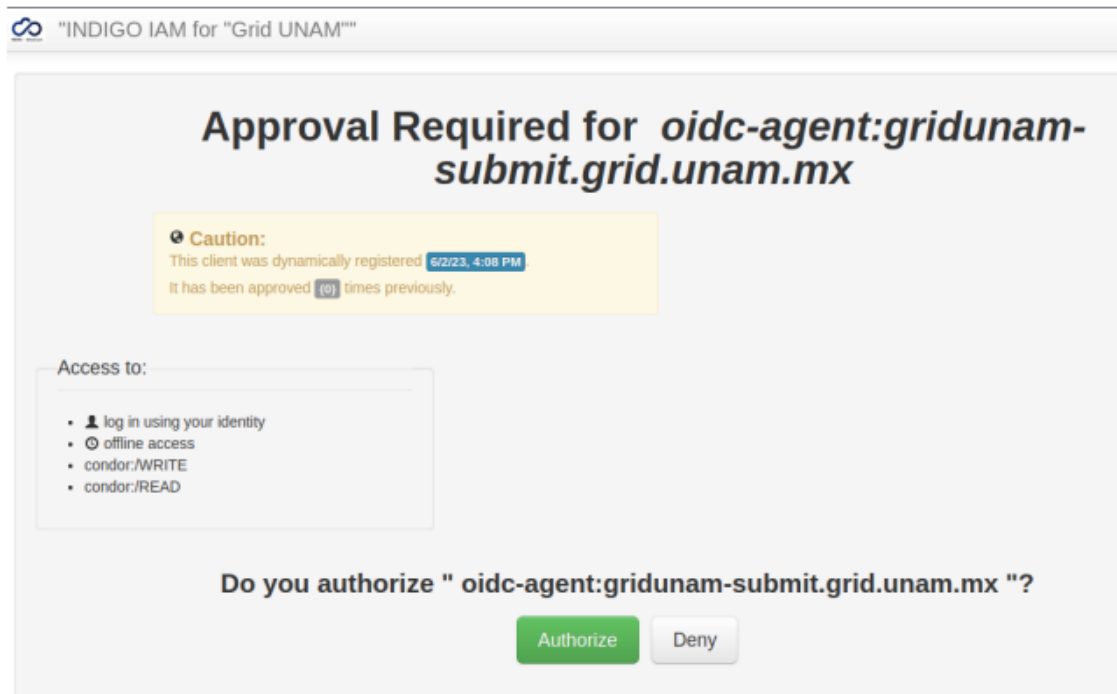 "INDIGO IAM for "Grid UNAM""
Approval Required for oidc-agent:gridunam-
submit.grid.unam.mx
Caution:
This client was dynamically registered 6/2/23, 4:08 PM.
It has been approved (0) times previously.
Access to:
log in using your identity
offline access
condor:/WRITE
condor:/READ
Do you authorize " oidc-agent:gridunam-submit.grid.unam.mx "?
Authorize Deny